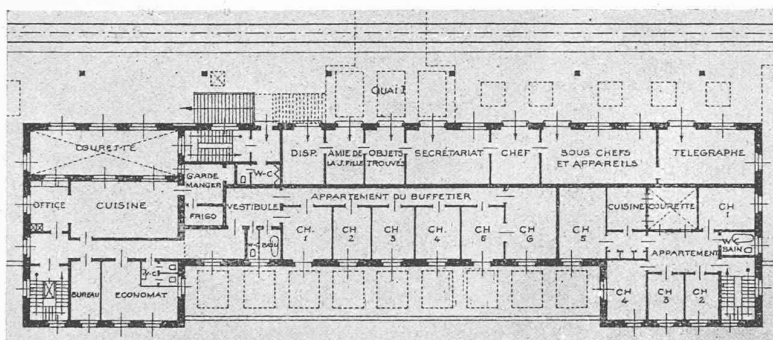 QUAI 1
COURETTE
DISP.
AMIE DE LA J. FILLE
OBJETS TROUVÉS
SECRÉTARIAT
CHEF
SOUS CHEFS ET APPAREILS
TELEGRAPHE
GARDE MANGER
W-C
OFFICE
CUISINE
FRIGO
VESTIBULE
APPARTEMENT DU BUFFETIER
CH. 1
CH 2
CH 3
CH. 4
CH 5
CH 6
CH 5
CUISINE
COURETTE
CH 1
W-C
BAIN
APPARTEMENT
BUREAU
ECONOMAT
W-C
CH 4
CH 3
CH 2